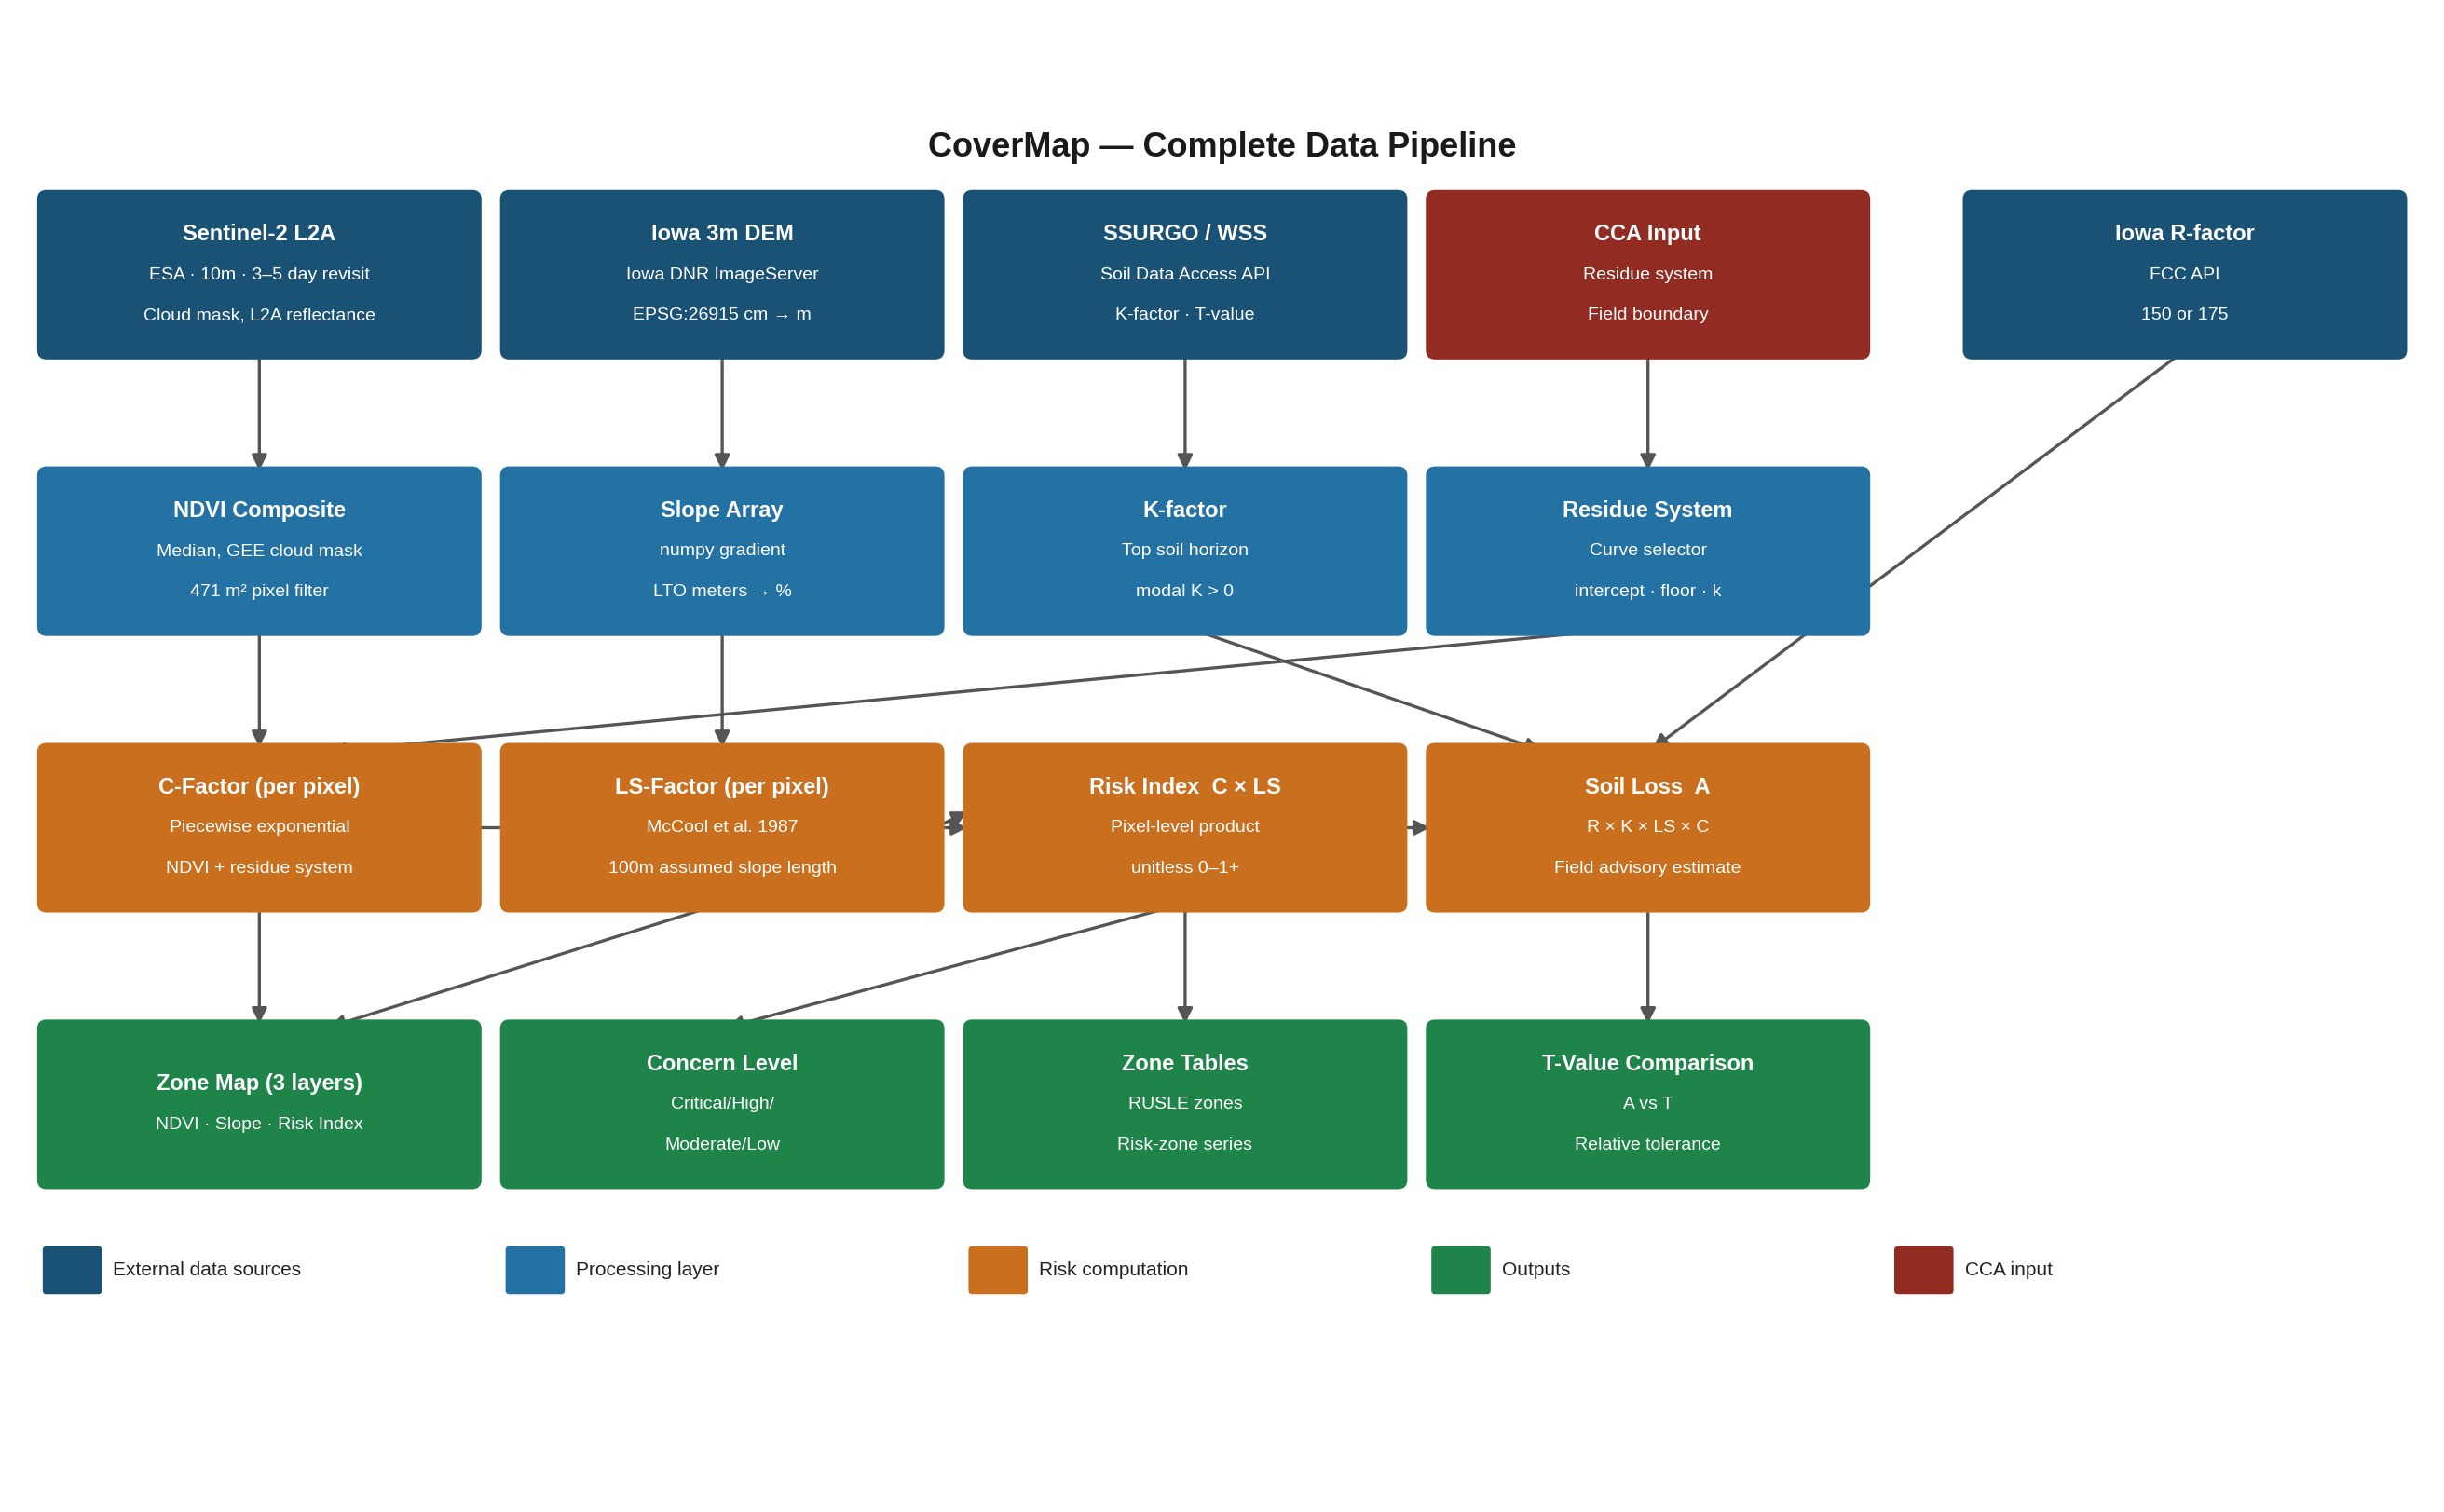 CoverMap — Complete Data Pipeline
Sentinel-2 L2A
ESA · 10m · 3–5 day revisit
Cloud mask, L2A reflectance
Iowa 3m DEM
Iowa DNR ImageServer
EPSG:26915 cm → m
SSURGO / WSS
Soil Data Access API
K-factor · T-value
CCA Input
Residue system
Field boundary
Iowa R-factor
FCC API
150 or 175
NDVI Composite
Median, GEE cloud mask
471 m² pixel filter
Slope Array
numpy gradient
LTO meters → %
K-factor
Top soil horizon
modal K > 0
Residue System
Curve selector
intercept · floor · k
C-Factor (per pixel)
Piecewise exponential
NDVI + residue system
LS-Factor (per pixel)
McCool et al. 1987
100m assumed slope length
Risk Index  C × LS
Pixel-level product
unitless 0–1+
Soil Loss  A
R × K × LS × C
Field advisory estimate
Zone Map (3 layers)
NDVI · Slope · Risk Index
Concern Level
Critical/High/
Moderate/Low
Zone Tables
RUSLE zones
Risk-zone series
T-Value Comparison
A vs T
Relative tolerance
External data sources
Processing layer
Risk computation
Outputs
CCA input